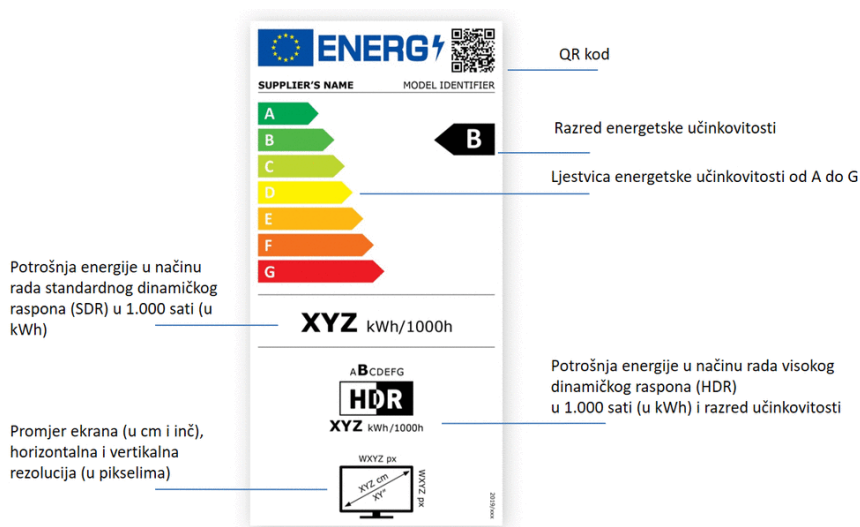 ENERG
SUPPLIER'S NAME MODEL IDENTIFIER
QR kod
A
B
C
D
E
F
G
B
Razred energetske učinkovitosti
Ljestvica energetske učinkovitosti od A do G
Potrošnja energije u načinu
rada standardnog dinamičkog
raspona (SDR) u 1.000 sati (u
kWh)
XYZ kWh/1000h
ABCDEFG
HDR
XYZ kWh/1000h
Potrošnja energije u načinu rada visokog
dinamičkog raspona (HDR)
u 1.000 sati (u kWh) i razred učinkovitosti
Promjer ekrana (u cm i inč),
horizontalna i vertikalna
rezolucija (u pikselima)
WXYZ px
XYZ cm
XY"
WXYZ px
2019/xxx